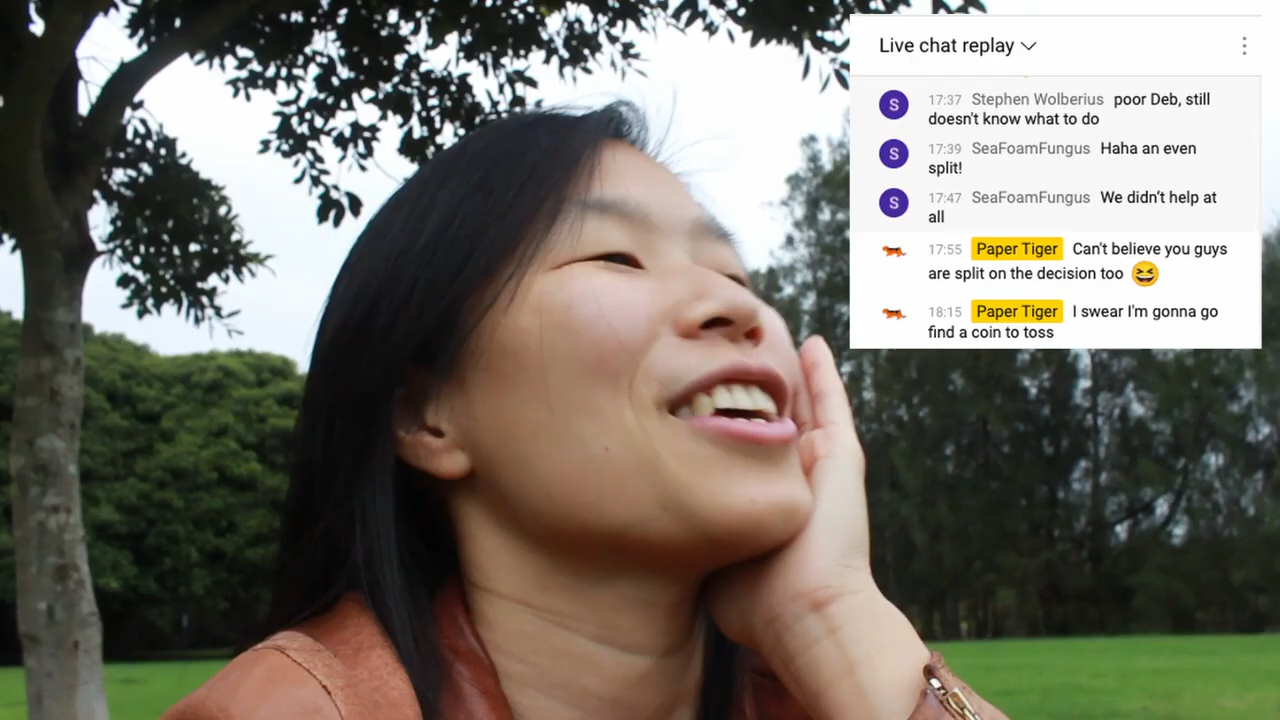 Live chat replay
S 17:37 Stephen Wolberius poor Deb, still
doesn't know what to do
S 17:39 SeaFoamFungus Haha an even
split!
S 17:47 SeaFoamFungus We didn’t help at
all
17:55 Paper Tiger Can't believe you guys
are split on the decision too 😆
18:15 Paper Tiger I swear I'm gonna go
find a coin to toss